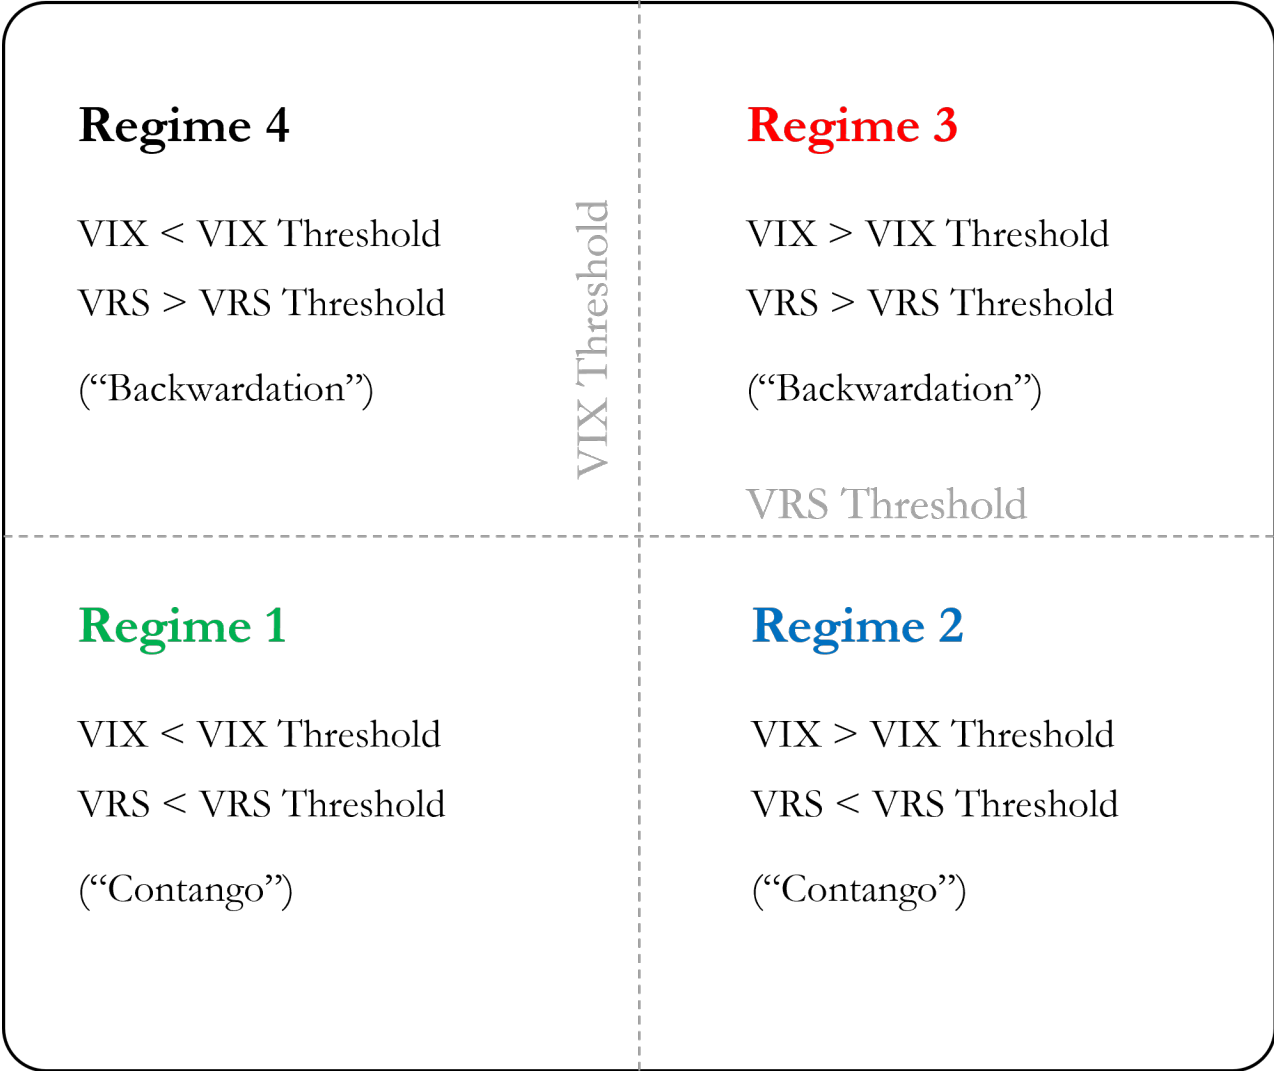 Regime 4
VIX < VIX Threshold
VRS > VRS Threshold
(“Backwardation”)
VIX Threshold
Regime 3
VIX > VIX Threshold
VRS > VRS Threshold
(“Backwardation”)
VRS Threshold
Regime 1
VIX < VIX Threshold
VRS < VRS Threshold
(“Contango”)
Regime 2
VIX > VIX Threshold
VRS < VRS Threshold
(“Contango”)